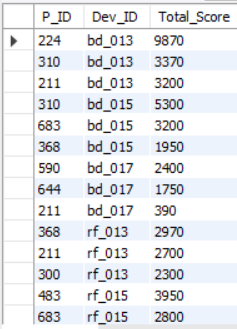 P_ID Dev_ID Total_Score
224 bd_013 9870
310 bd_013 3370
211 bd_013 3200
310 bd_015 5300
683 bd_015 3200
368 bd_015 1950
590 bd_017 2400
644 bd_017 1750
211 bd_017 390
368 rf_013 2970
211 rf_013 2700
300 rf_013 2300
483 rf_015 3950
683 rf_015 2800